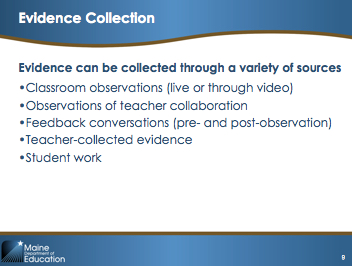 Evidence Collection
Evidence can be collected through a variety of sources
•Classroom observations (live or through video)
•Observations of teacher collaboration
•Feedback conversations (pre- and post-observation)
•Teacher-collected evidence
•Student work
Maine
Department of
Education
9